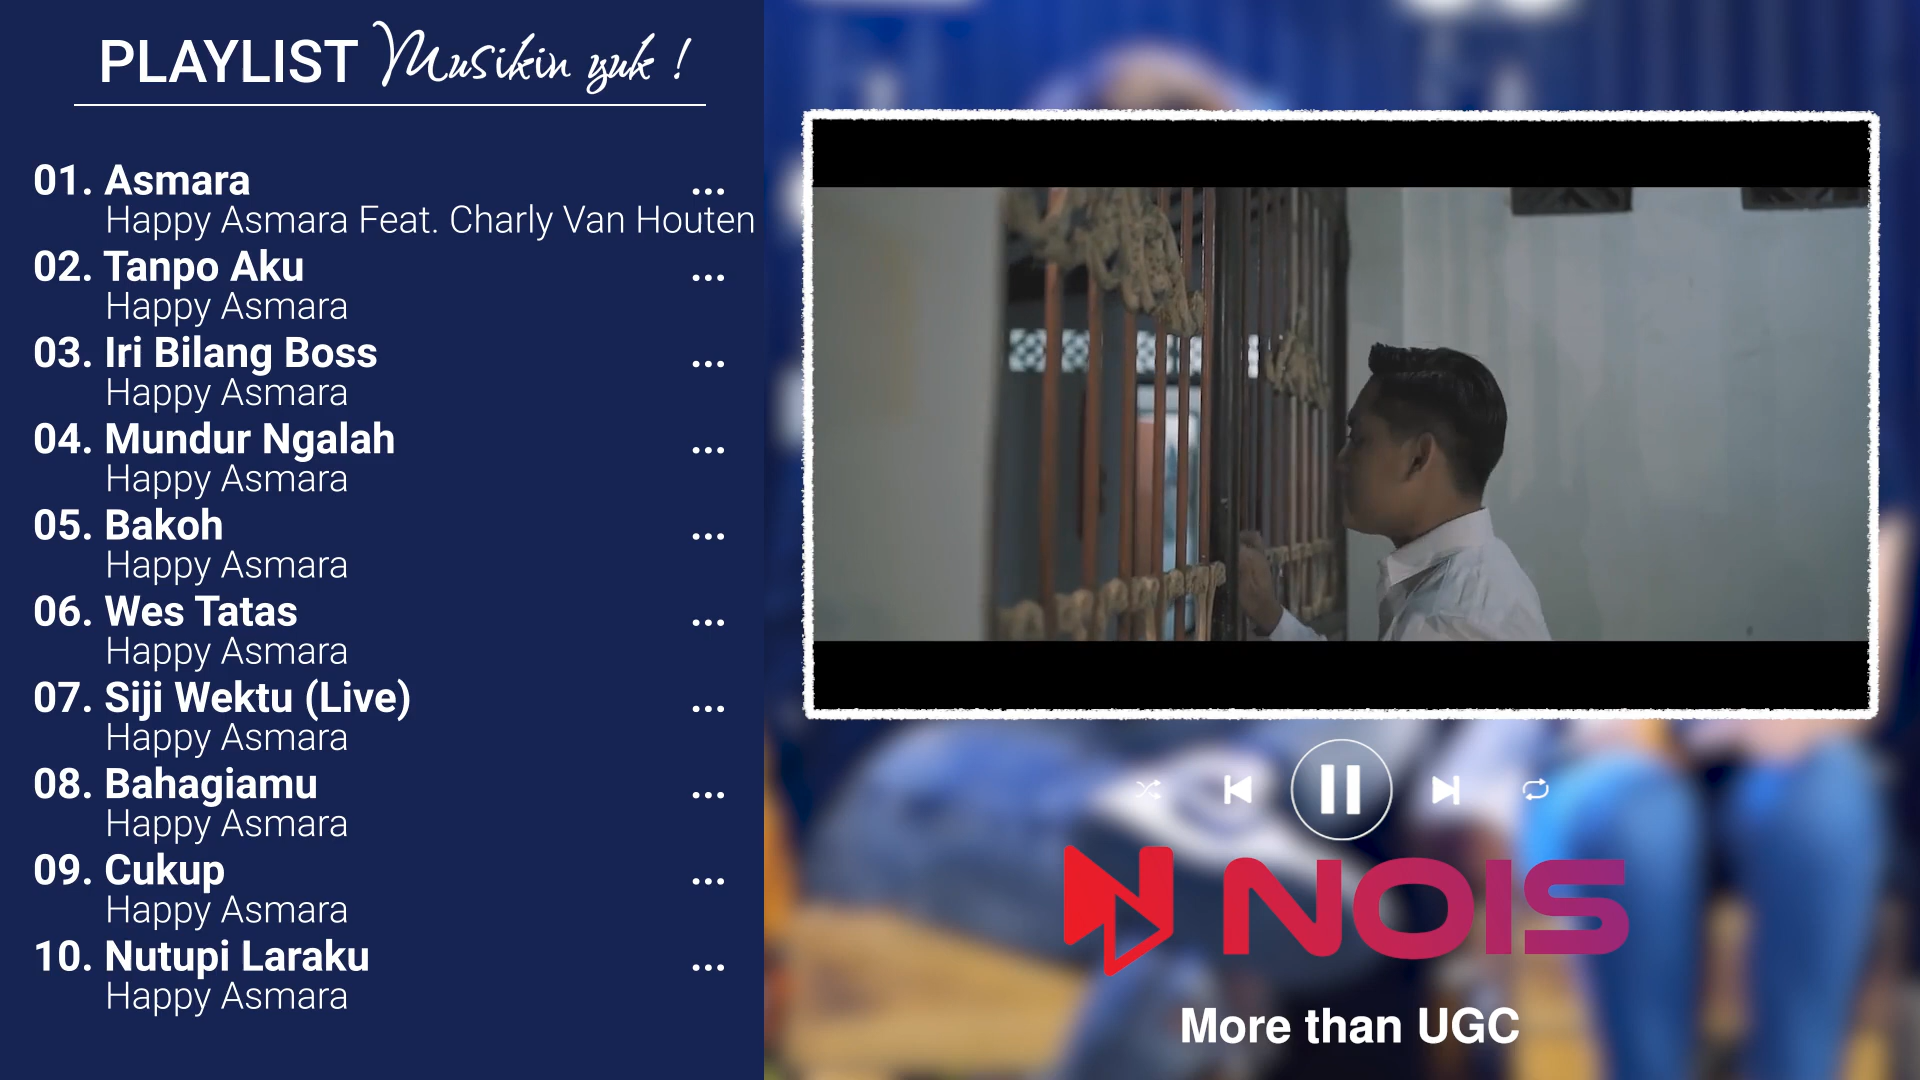 PLAYLIST Musikin yuk !
01. Asmara ...
Happy Asmara Feat. Charly Van Houten
02. Tanpo Aku ...
Happy Asmara
03. Iri Bilang Boss ...
Happy Asmara
04. Mundur Ngalah ...
Happy Asmara
05. Bakoh ...
Happy Asmara
06. Wes Tatas ...
Happy Asmara
07. Siji Wektu (Live) ...
Happy Asmara
08. Bahagiamu ...
Happy Asmara
09. Cukup ...
Happy Asmara
10. Nutupi Laraku ...
Happy Asmara
NOIS
More than UGC